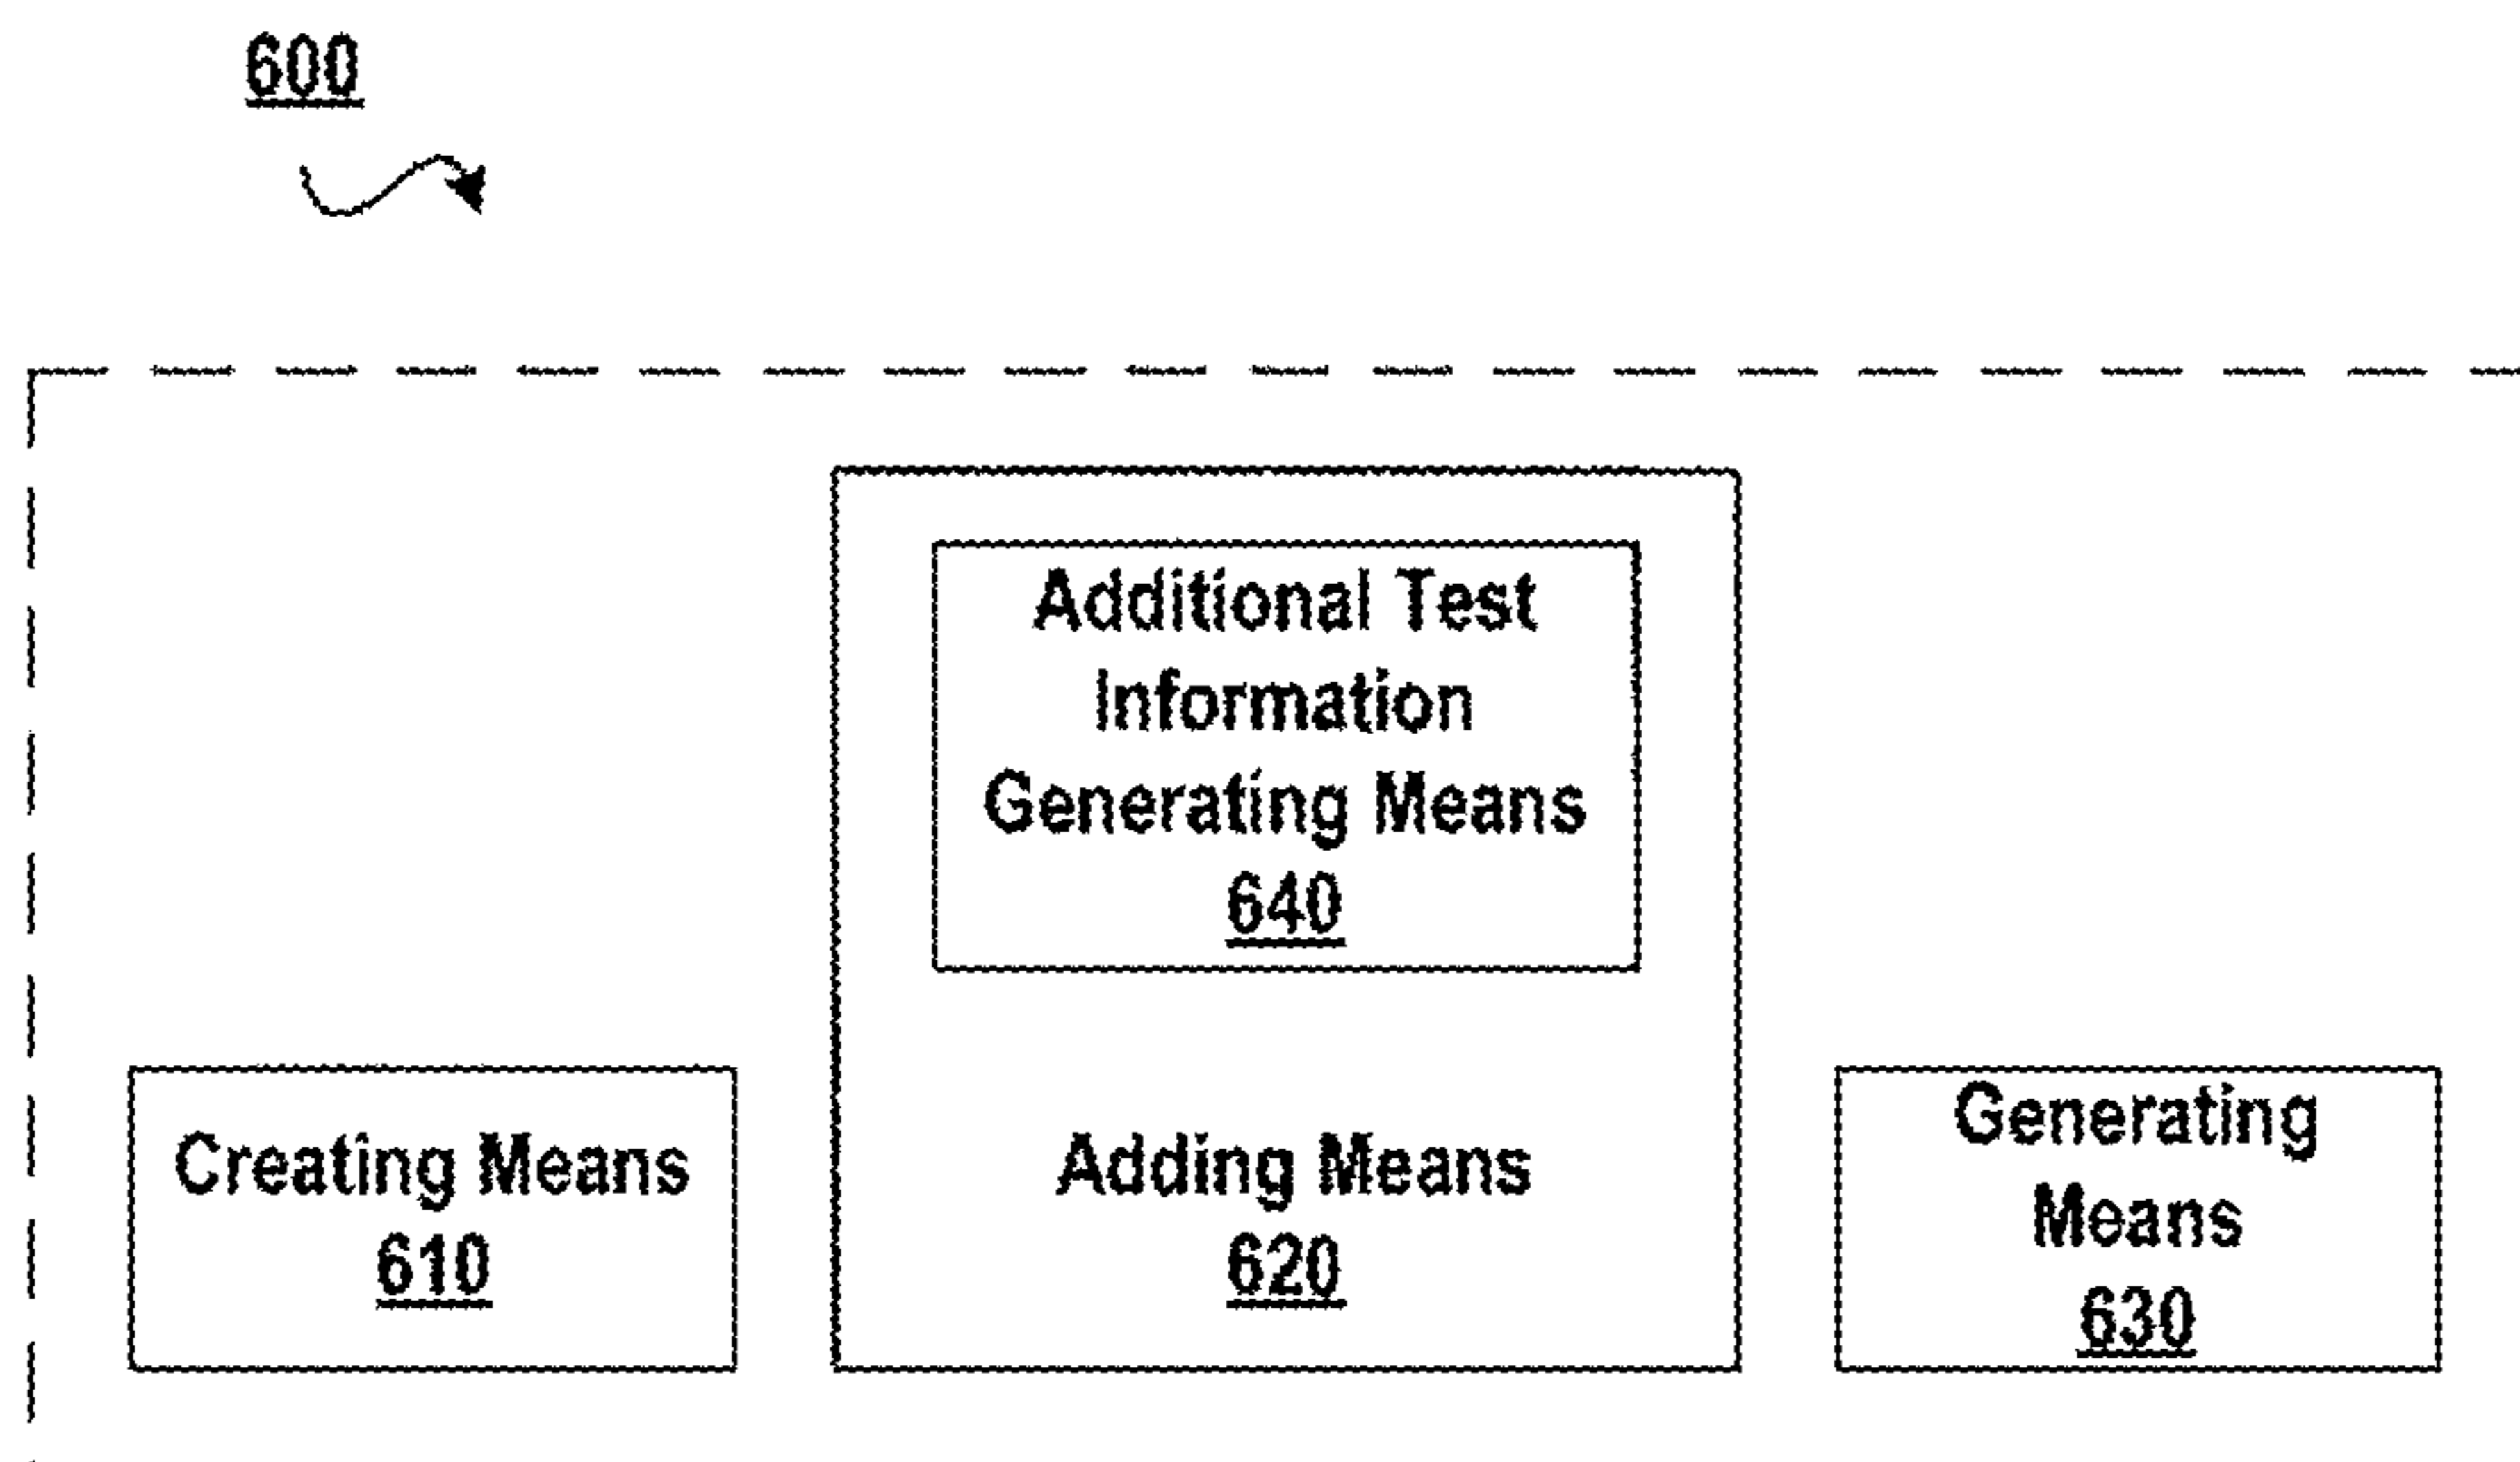 600
Additional Test
Information
Generating Means
640
Creating Means
610
Adding Means
620
Generating
Means
630